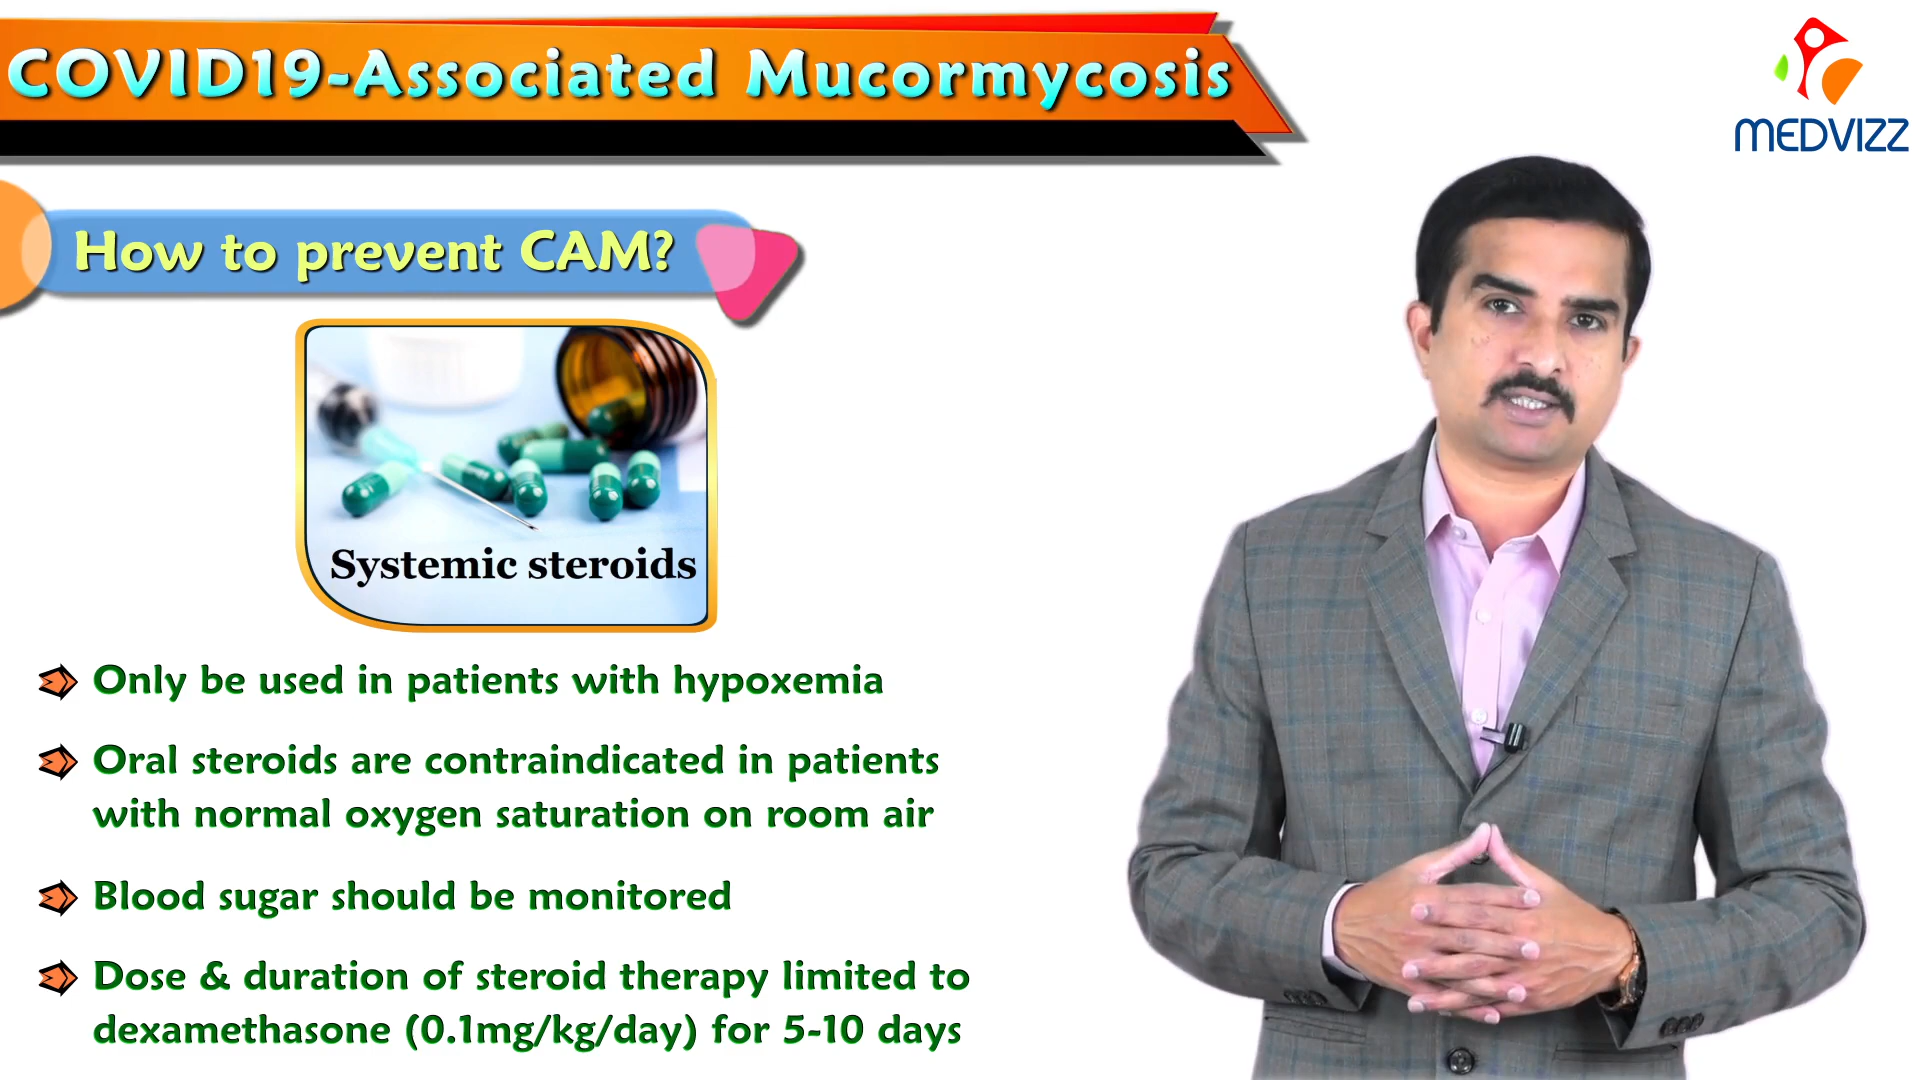 COVID19-Associated Mucormycosis
MEDVIZZ
How to prevent CAM?
Systemic steroids
Only be used in patients with hypoxemia
Oral steroids are contraindicated in patients
with normal oxygen saturation on room air
Blood sugar should be monitored
Dose & duration of steroid therapy limited to
dexamethasone (0.1mg/kg/day) for 5-10 days